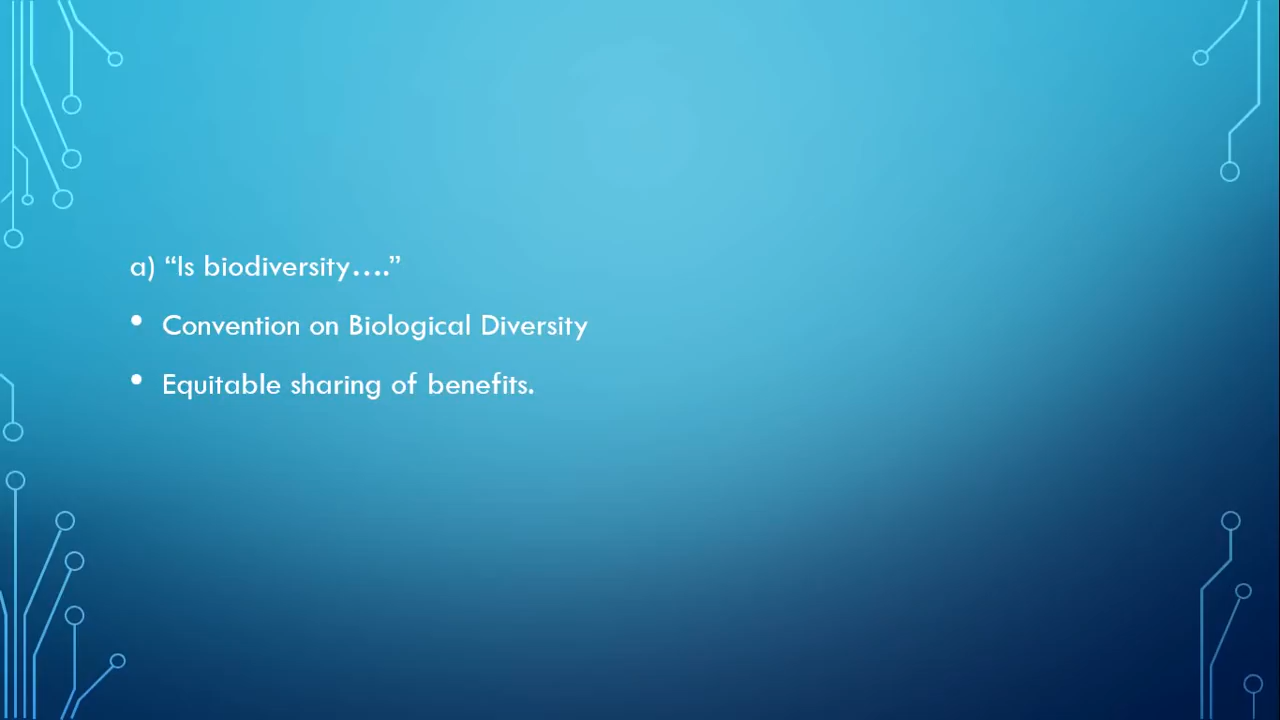 a) “Is biodiversity….”
• Convention on Biological Diversity
• Equitable sharing of benefits.